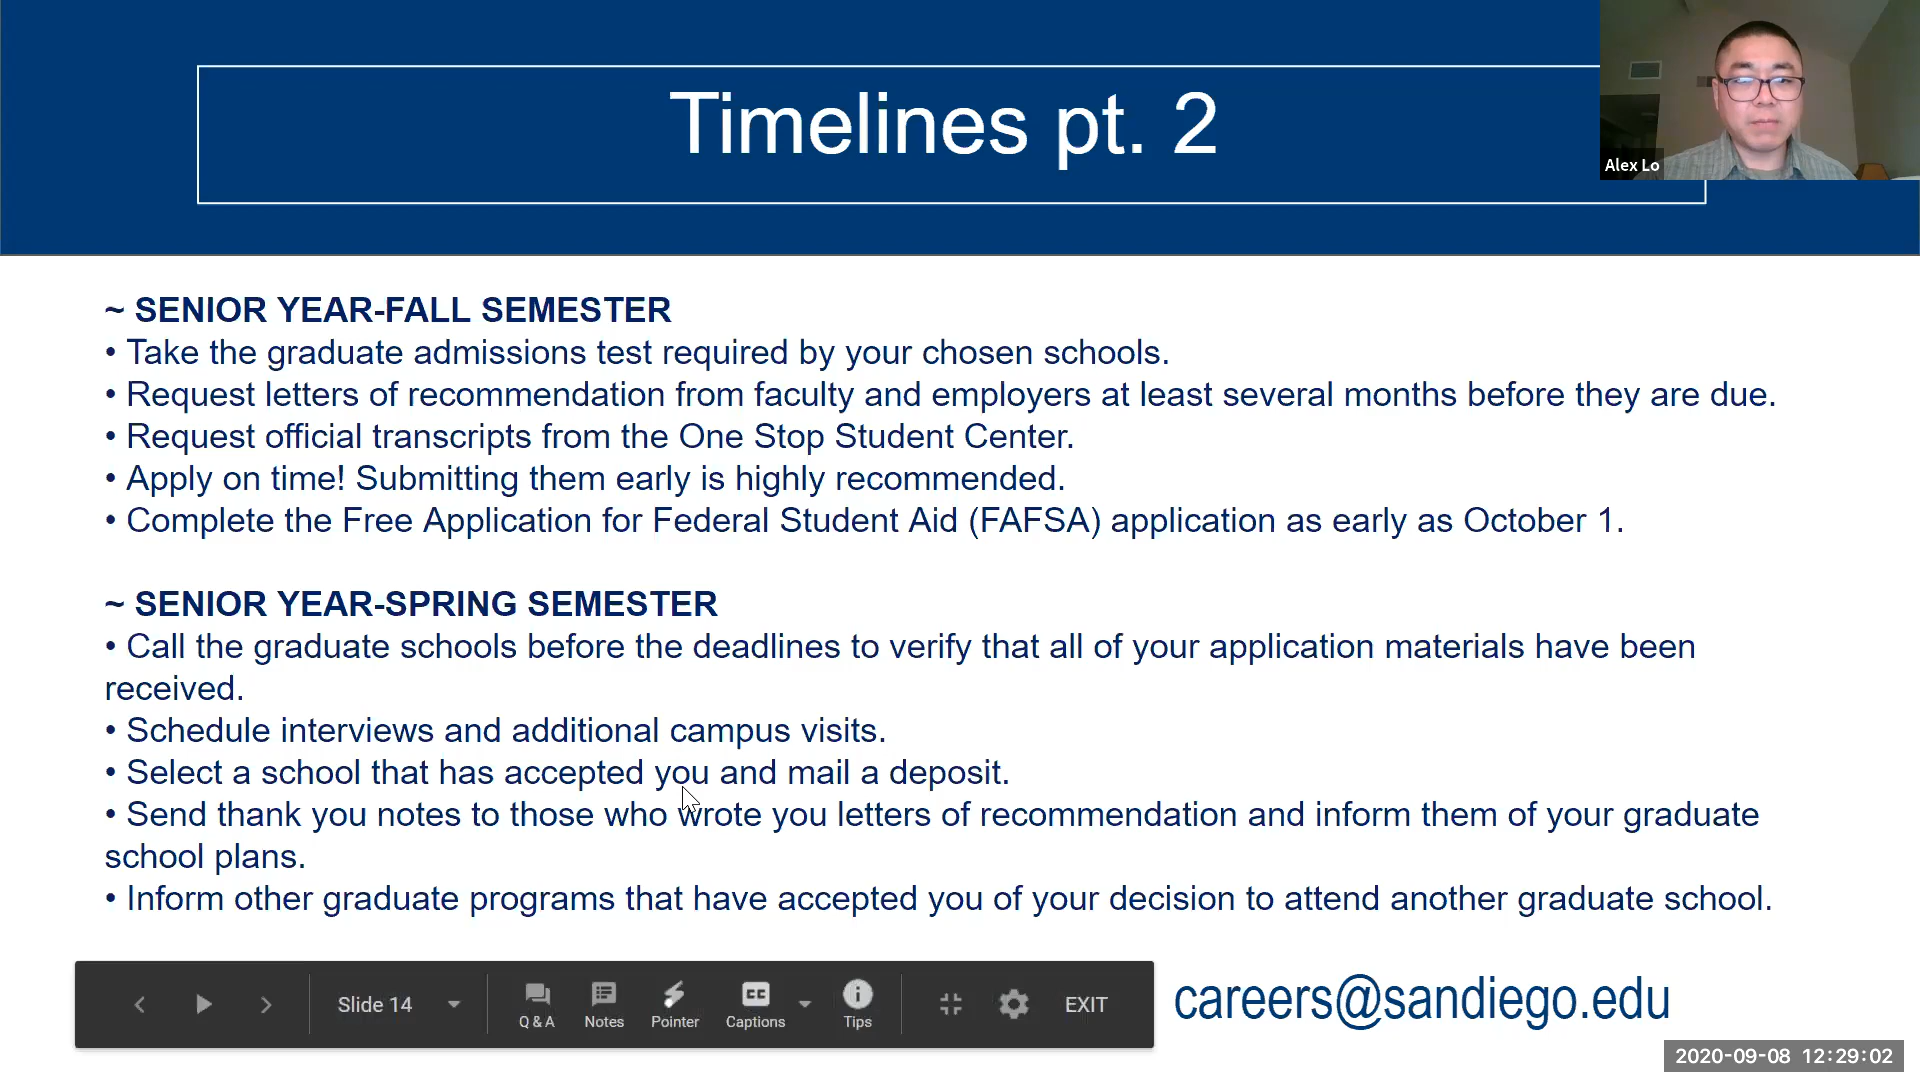 Timelines pt. 2
Alex Lo
~ SENIOR YEAR-FALL SEMESTER
• Take the graduate admissions test required by your chosen schools.
• Request letters of recommendation from faculty and employers at least several months before they are due.
• Request official transcripts from the One Stop Student Center.
• Apply on time! Submitting them early is highly recommended.
• Complete the Free Application for Federal Student Aid (FAFSA) application as early as October 1.
~ SENIOR YEAR-SPRING SEMESTER
• Call the graduate schools before the deadlines to verify that all of your application materials have been
received.
• Schedule interviews and additional campus visits.
• Select a school that has accepted you and mail a deposit.
• Send thank you notes to those who wrote you letters of recommendation and inform them of your graduate
school plans.
• Inform other graduate programs that have accepted you of your decision to attend another graduate school.
Slide 14
Q & A
Notes
Pointer
CC
Captions
Tips
EXIT
careers@sandiego.edu
2020-09-08 12:29:02